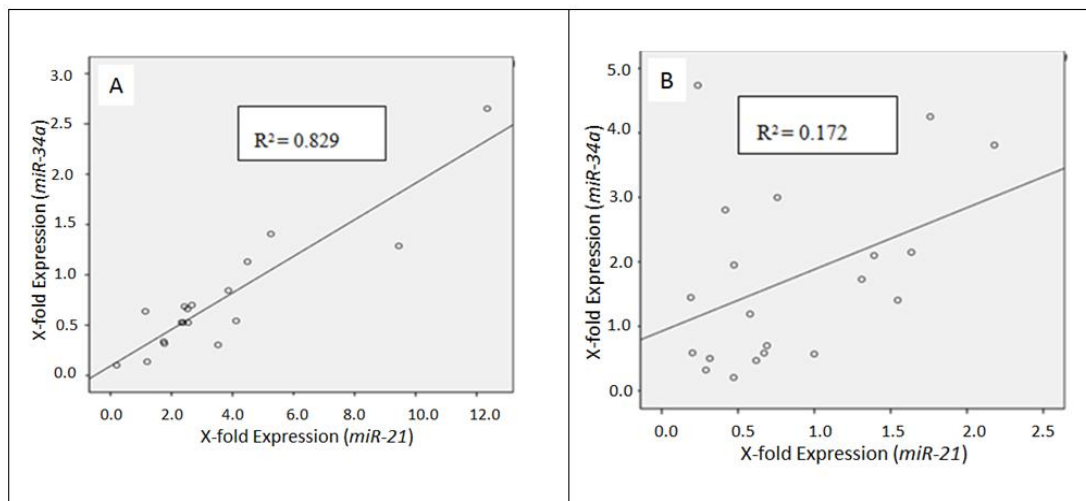 A
R² = 0.829
3.0
2.5
2.0
1.5
1.0
0.5
0.0
X-fold Expression (miR-34a)
0.0 2.0 4.0 6.0 8.0 10.0 12.0
X-fold Expression (miR-21)
B
R² = 0.172
5.0
4.0
3.0
2.0
1.0
0.0
X-fold Expression (miR-34a)
0.0 0.5 1.0 1.5 2.0 2.5
X-fold Expression (miR-21)